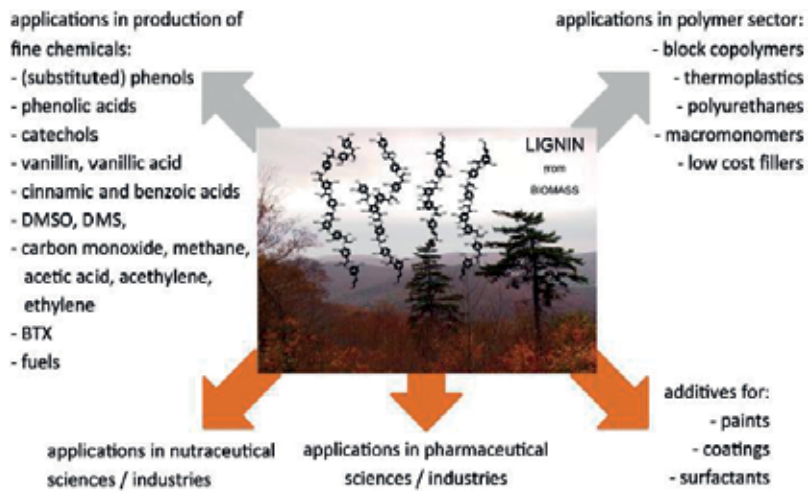 applications in production of
fine chemicals:
- (substituted) phenols
- phenolic acids
- catechols
- vanillin, vanillic acid
- cinnamic and benzoic acids
- DMSO, DMS,
- carbon monoxide, methane,
acetic acid, acethylene,
ethylene
- BTX
- fuels
applications in polymer sector:
- block copolymers
- thermoplastics
- polyurethanes
- macromonomers
- low cost fillers
LIGNIN
from
BIOMASS
applications in nutraceutical
sciences / industries
applications in pharmaceutical
sciences / industries
additives for:
- paints
- coatings
- surfactants